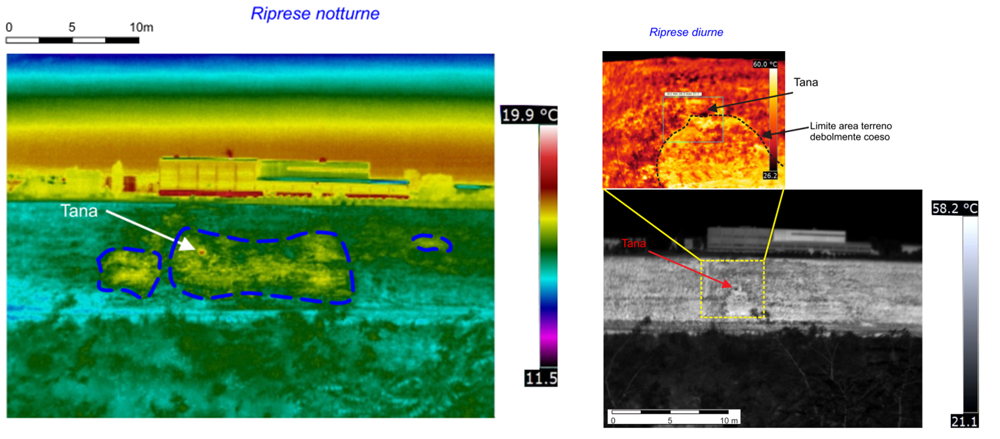 Riprese notturne
0 5 10m
19.9 °C
Tana
11.5
Riprese diurne
60.0 °C
Tana
Limite area terreno
debolmente coeso
26.2
58.2 °C
Tana
0 5 10 m
21.1